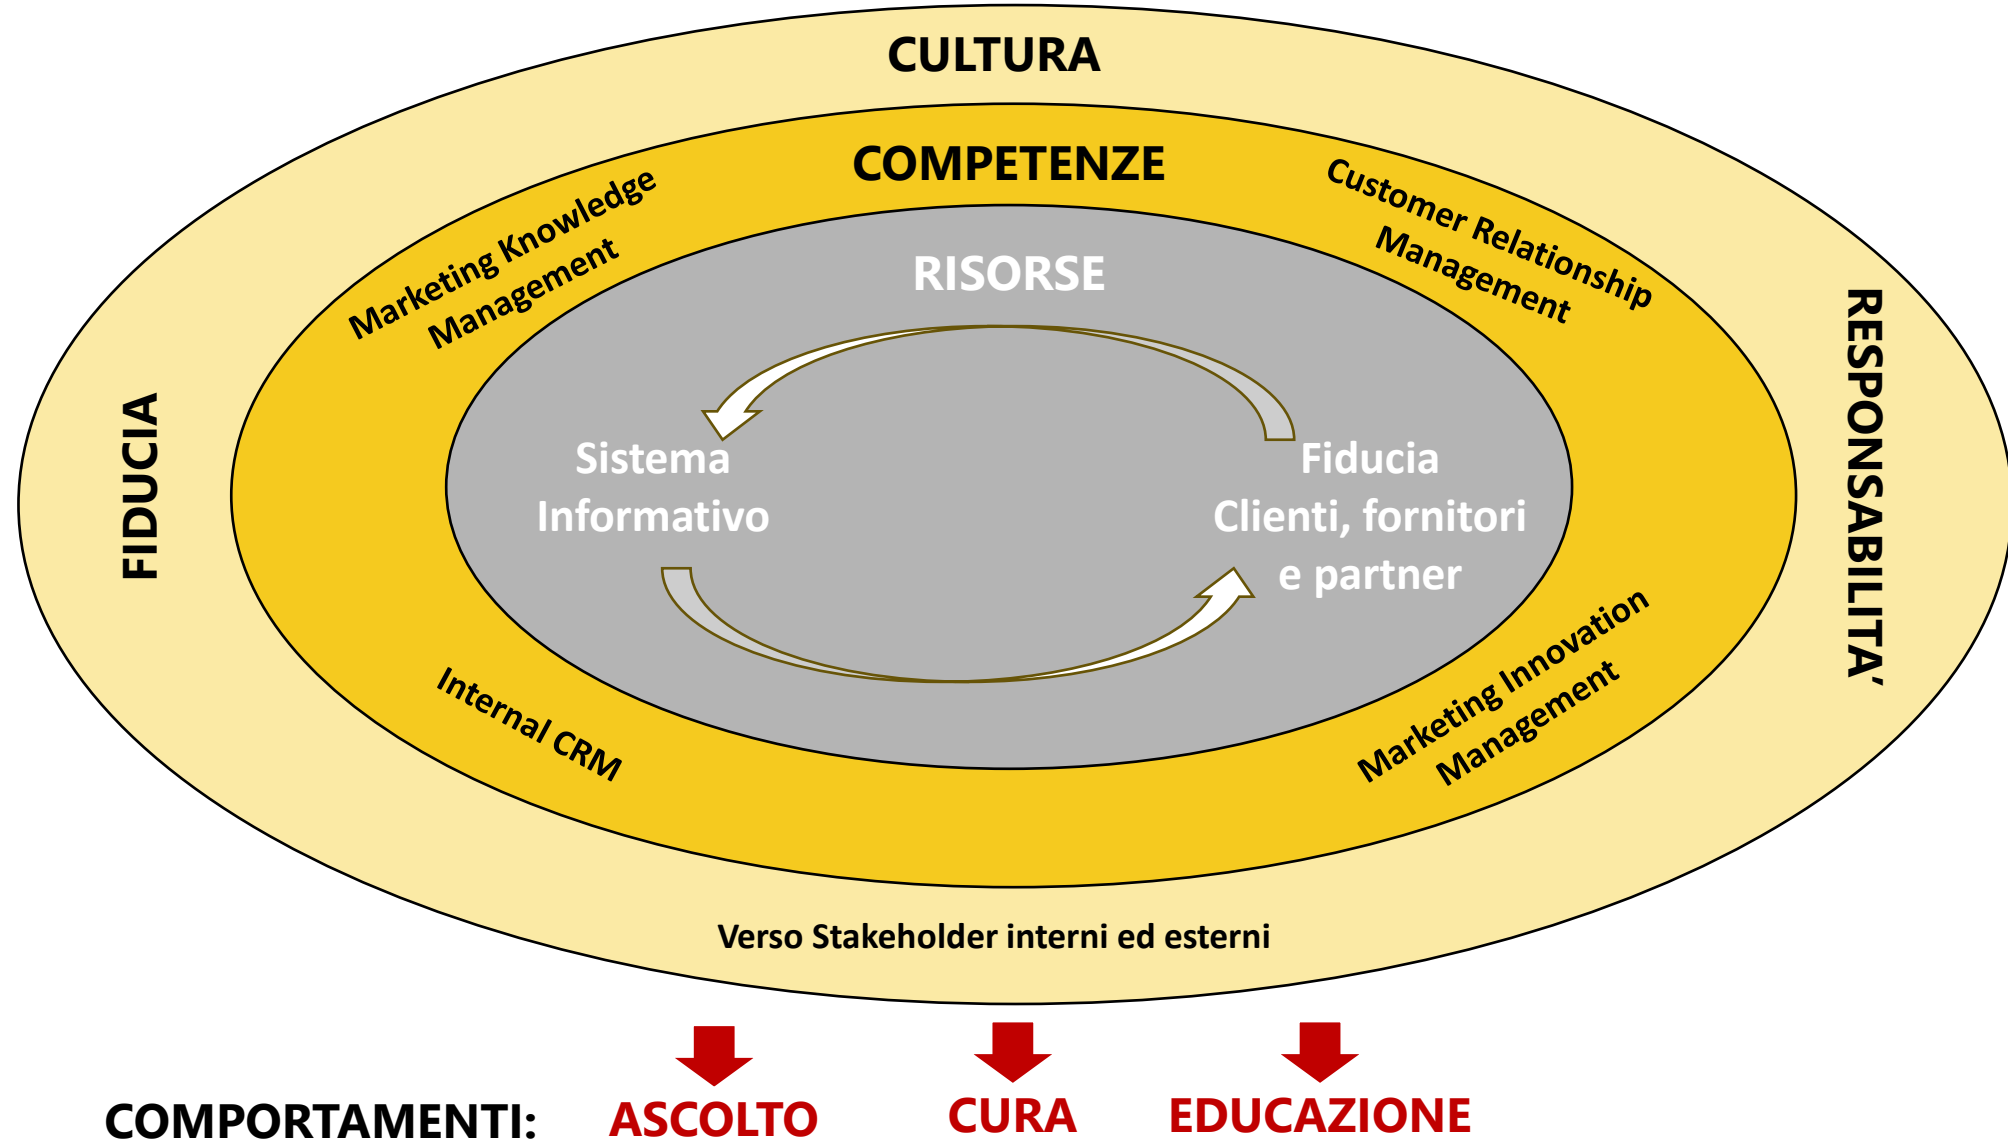 CULTURA
COMPETENZE
Marketing Knowledge
Management
Customer Relationship
Management
RISORSE
FIDUCIA
RESPONSABILITA’
Sistema
Informativo
Fiducia
Clienti, fornitori
e partner
Internal CRM
Marketing Innovation
Management
Verso Stakeholder interni ed esterni
COMPORTAMENTI:
ASCOLTO
CURA
EDUCAZIONE